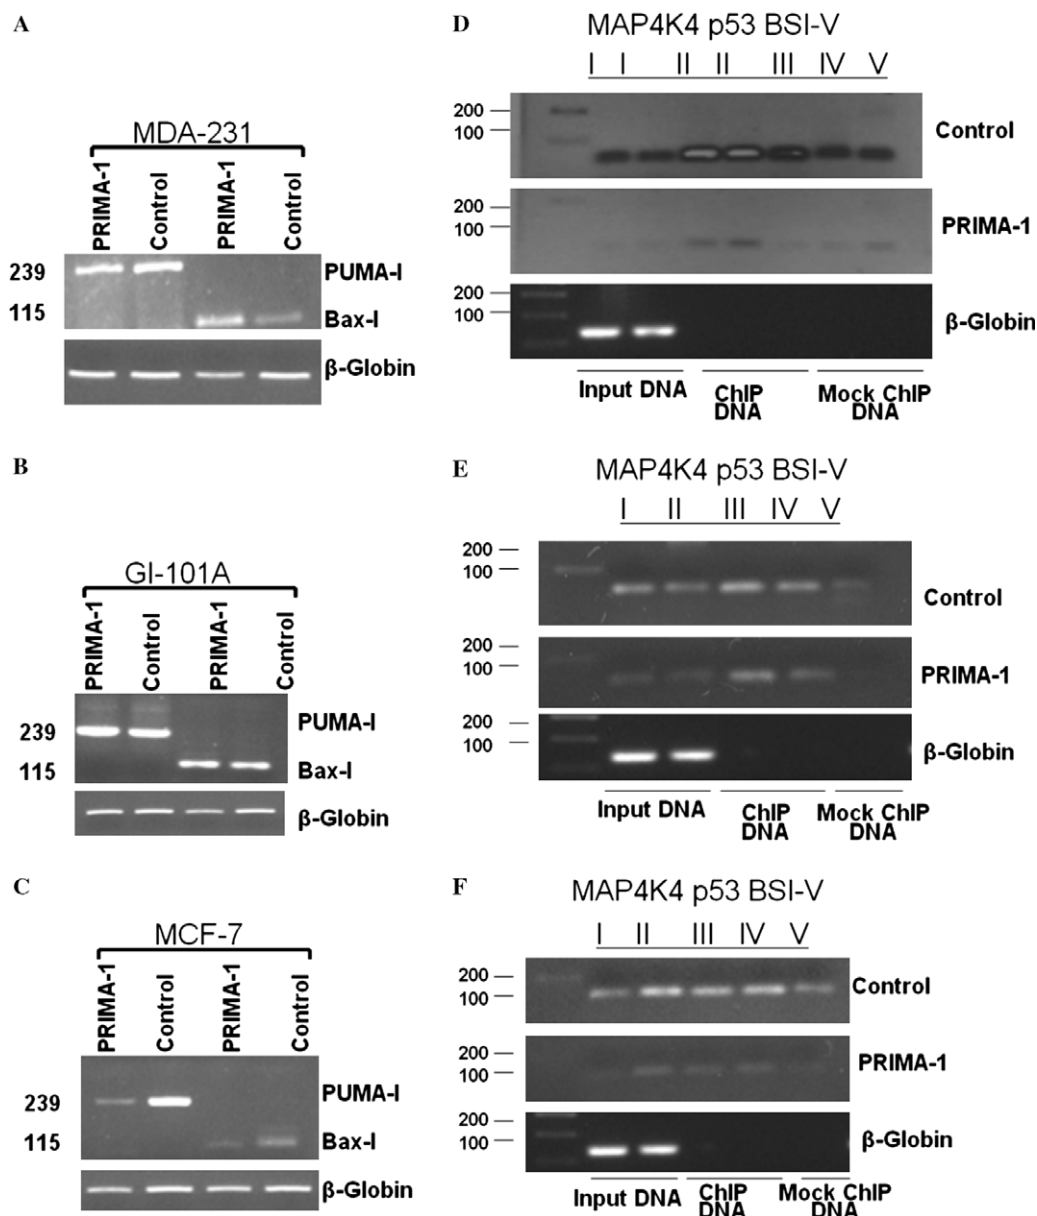 A
MDA-231
PRIMA-1
Control
PRIMA-1
Control
239
PUMA-I
115
Bax-I
β-Globin
B
GI-101A
PRIMA-1
Control
PRIMA-1
Control
239
PUMA-I
115
Bax-I
β-Globin
C
MCF-7
PRIMA-1
Control
PRIMA-1
Control
239
PUMA-I
115
Bax-I
β-Globin
D
MAP4K4 p53 BSI-V
I I II II III IV V
200
100
Control
200
100
PRIMA-1
200
100
β-Globin
Input DNA
ChIP
DNA
Mock ChIP
DNA
E
MAP4K4 p53 BSI-V
I II III IV V
200
100
Control
200
100
PRIMA-1
200
100
β-Globin
Input DNA
ChIP
DNA
Mock ChIP
DNA
F
MAP4K4 p53 BSI-V
I II III IV V
200
100
Control
200
100
PRIMA-1
200
100
β-Globin
Input DNA
ChIP
DNA
Mock ChIP
DNA